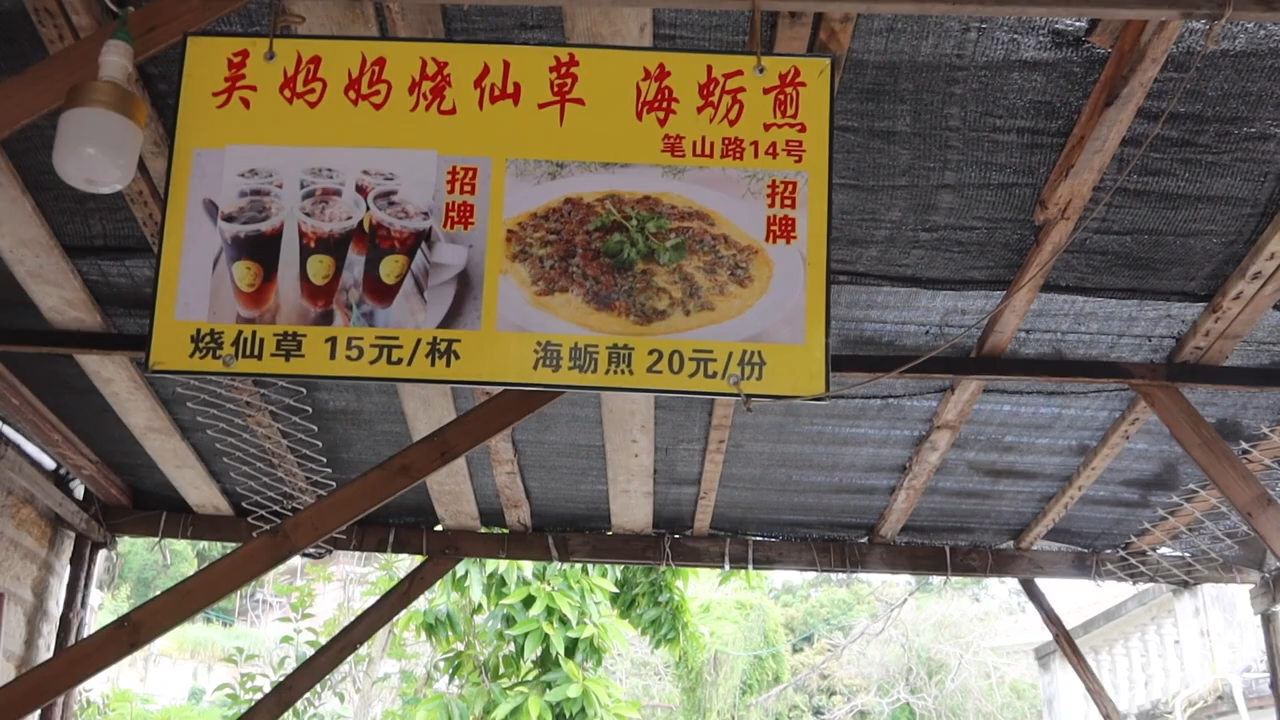 吴妈妈烧仙草 海蛎煎
笔山路14号
招牌
招牌
烧仙草 15元/杯
海蛎煎 20元/份